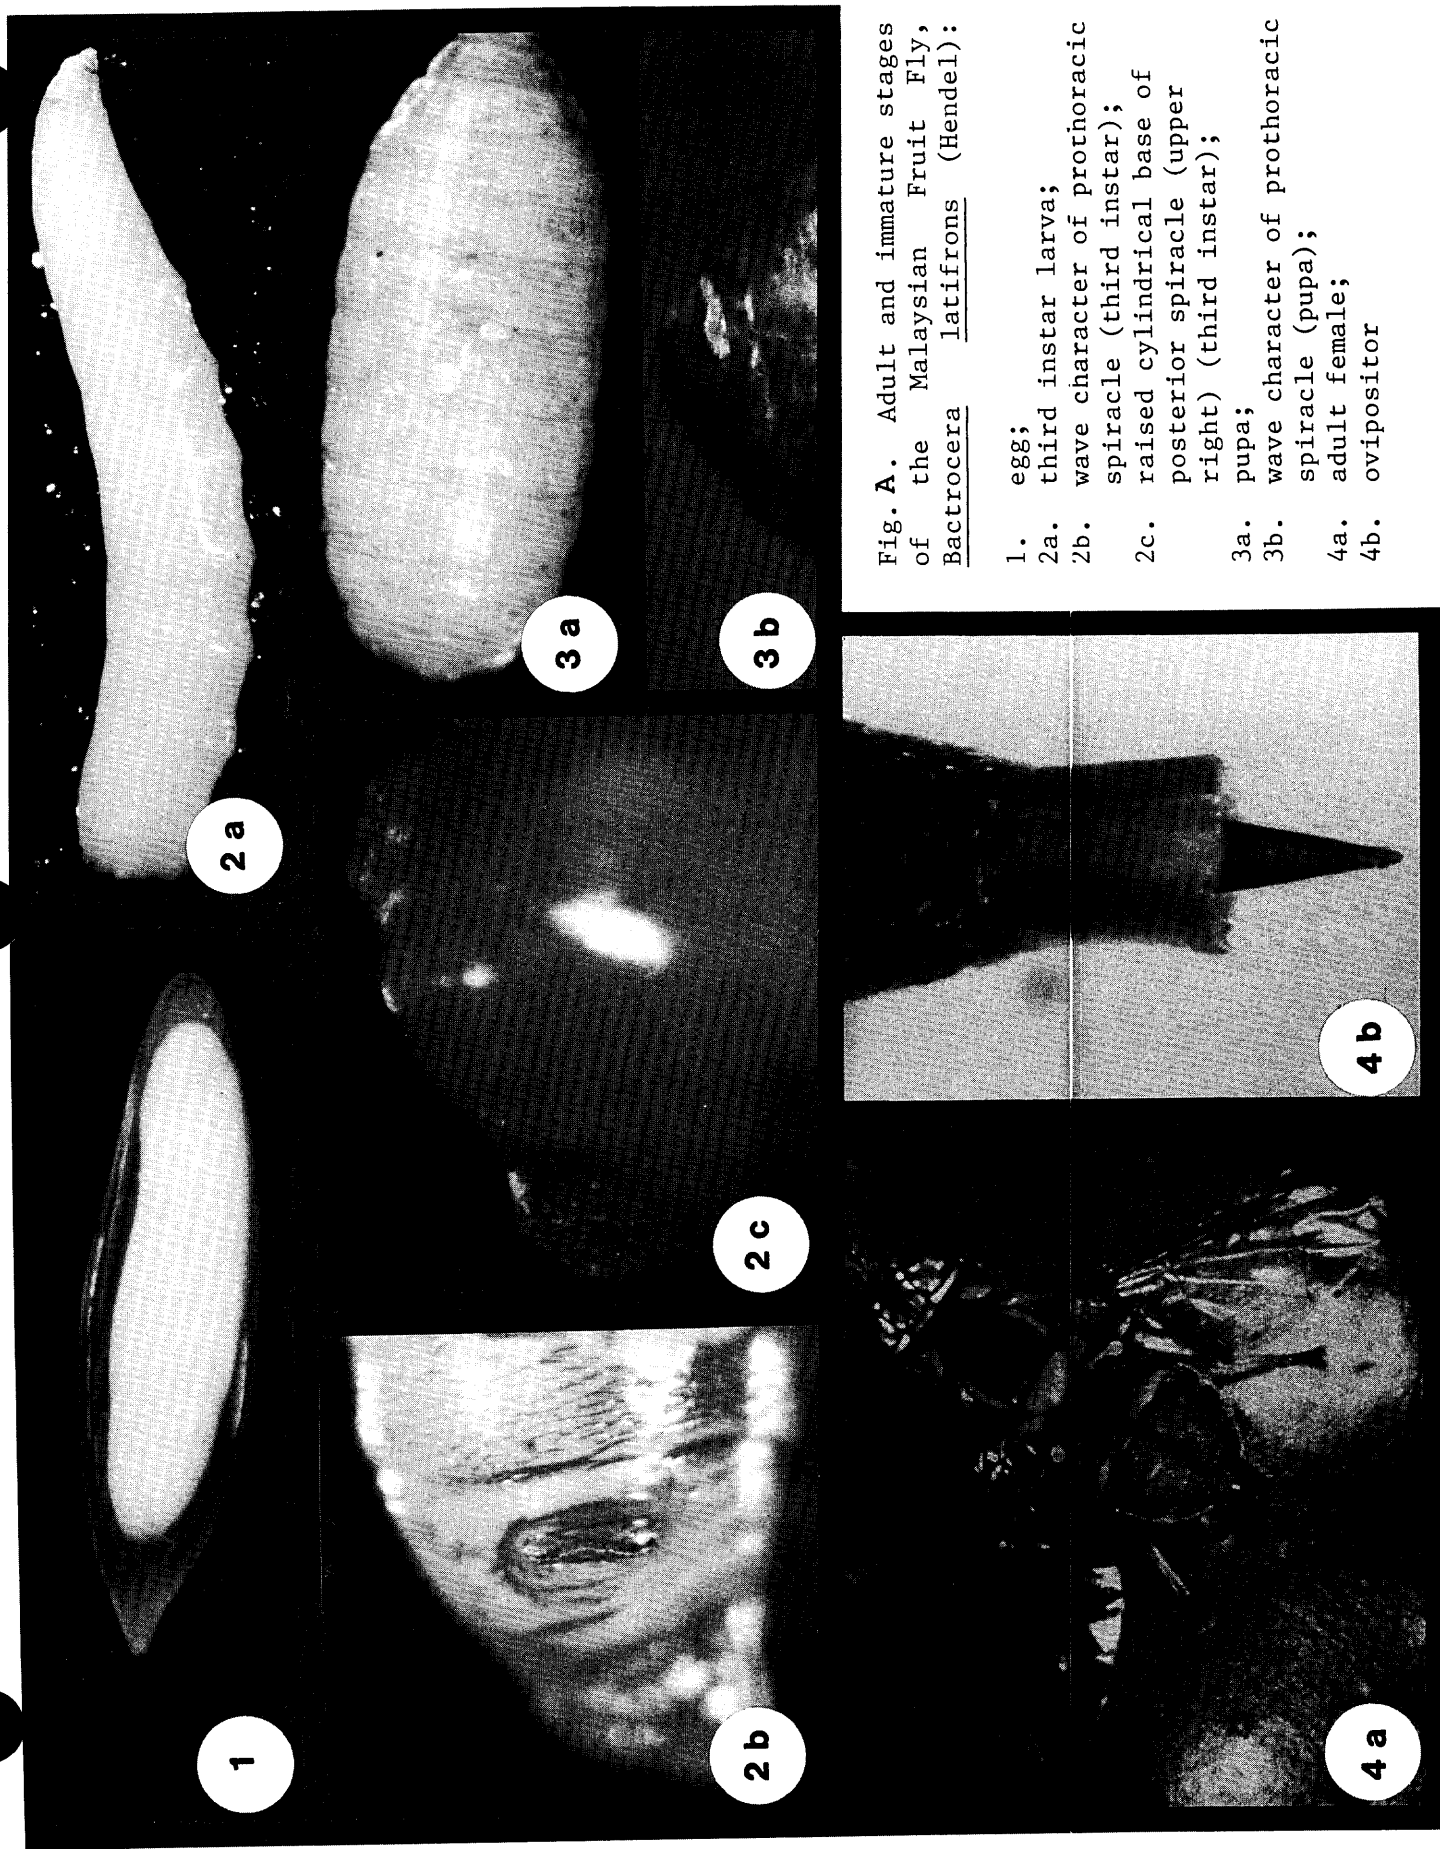 1
2a
2b
2c
3a
3b
4a
4b
Fig. A. Adult and immature stages
of the Malaysian Fruit Fly,
Bactrocera latifrons (Hendel):
1. egg;
2a. third instar larva;
2b. wave character of prothoracic
spiracle (third instar);
2c. raised cylindrical base of
posterior spiracle (upper
right) (third instar);
3a. pupa;
3b. wave character of prothoracic
spiracle (pupa);
4a. adult female;
4b. ovipositor